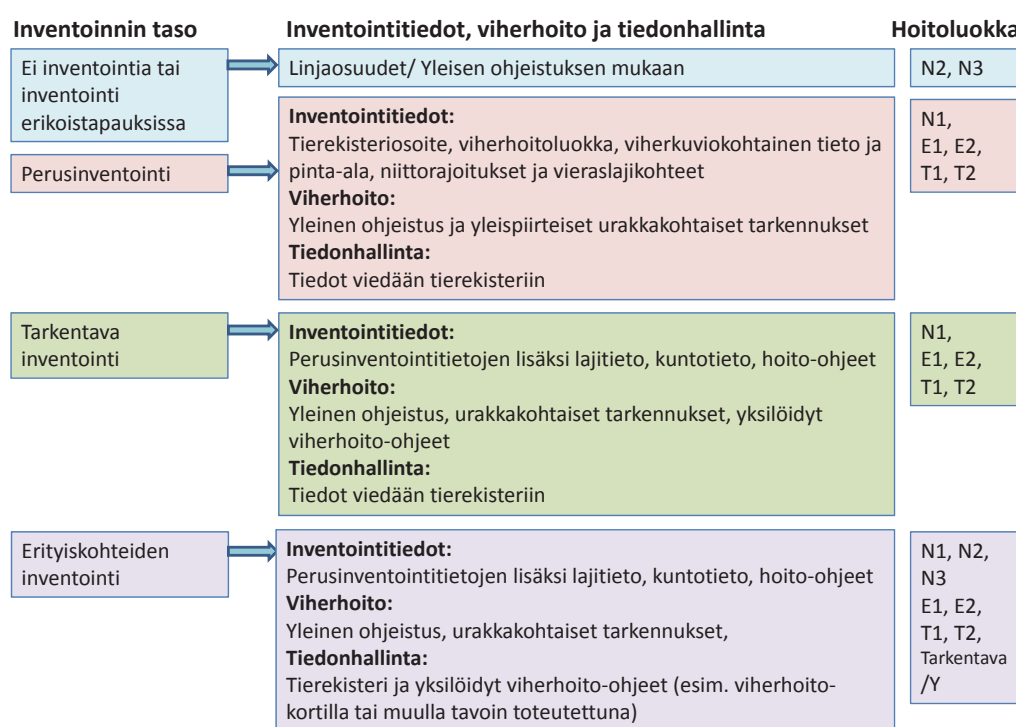 Inventoinnin taso
Inventointitiedot, viherhoito ja tiedonhallinta
Hoitoluokka
Ei inventointia tai
inventointi
erikoistapauksissa
Linjaosuudet/ Yleisen ohjeistuksen mukaan
N2, N3
Perusinventointi
Inventointitiedot:
Tierekisteriosoite, viherhoitoluokka, viherkuviokohtainen tieto ja
pinta-ala, niittorajoitukset ja vieraslajikohteet
Viherhoito:
Yleinen ohjeistus ja yleispiirteiset urakkakohtaiset tarkennukset
Tiedonhallinta:
Tiedot viedään tierekisteriin
N1,
E1, E2,
T1, T2
Tarkentava
inventointi
Inventointitiedot:
Perusinventointitietojen lisäksi lajitieto, kuntotieto, hoito-ohjeet
Viherhoito:
Yleinen ohjeistus, urakkakohtaiset tarkennukset, yksilöidyt
viherhoito-ohjeet
Tiedonhallinta:
Tiedot viedään tierekisteriin
N1,
E1, E2,
T1, T2
Erityiskohteiden
inventointi
Inventointitiedot:
Perusinventointitietojen lisäksi lajitieto, kuntotieto, hoito-ohjeet
Viherhoito:
Yleinen ohjeistus, urakkakohtaiset tarkennukset,
Tiedonhallinta:
Tierekisteri ja yksilöidyt viherhoito-ohjeet (esim. viherhoito-
kortilla tai muulla tavoin toteutettuna)
N1, N2,
N3
E1, E2,
T1, T2,
Tarkentava
/Y